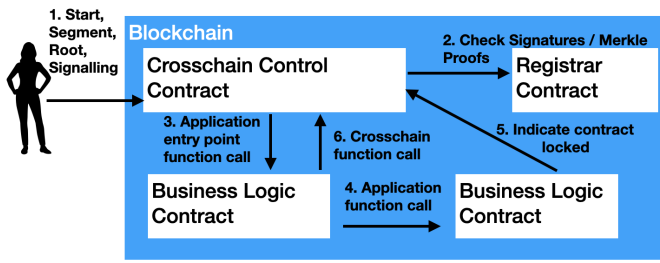 1. Start,
Segment,
Root,
Signalling
Blockchain
Crosschain Control
Contract
2. Check Signatures / Merkle
Proofs
Registrar
Contract
3. Application
entry point
function call
6. Crosschain
function call
5. Indicate contract
locked
Business Logic
Contract
4. Application
function call
Business Logic
Contract